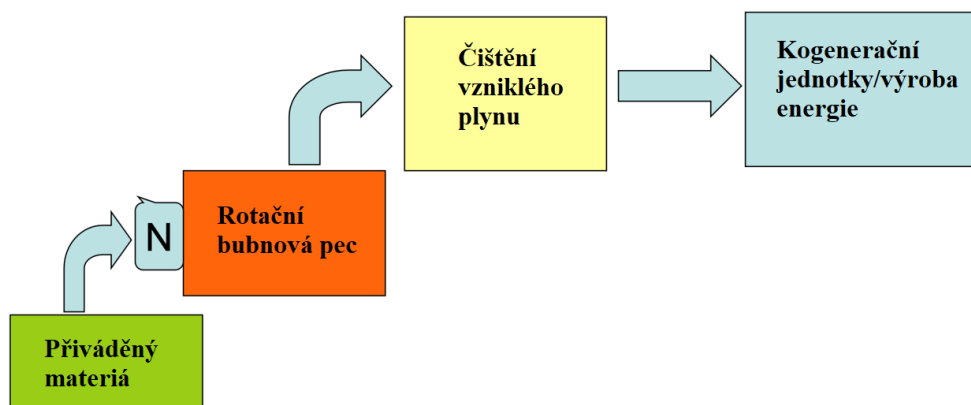 Přiváděný
materiá
N
Rotační
bubnová pec
Čištění
vzniklého
plynu
Kogenerační
jednotky/výroba
energie